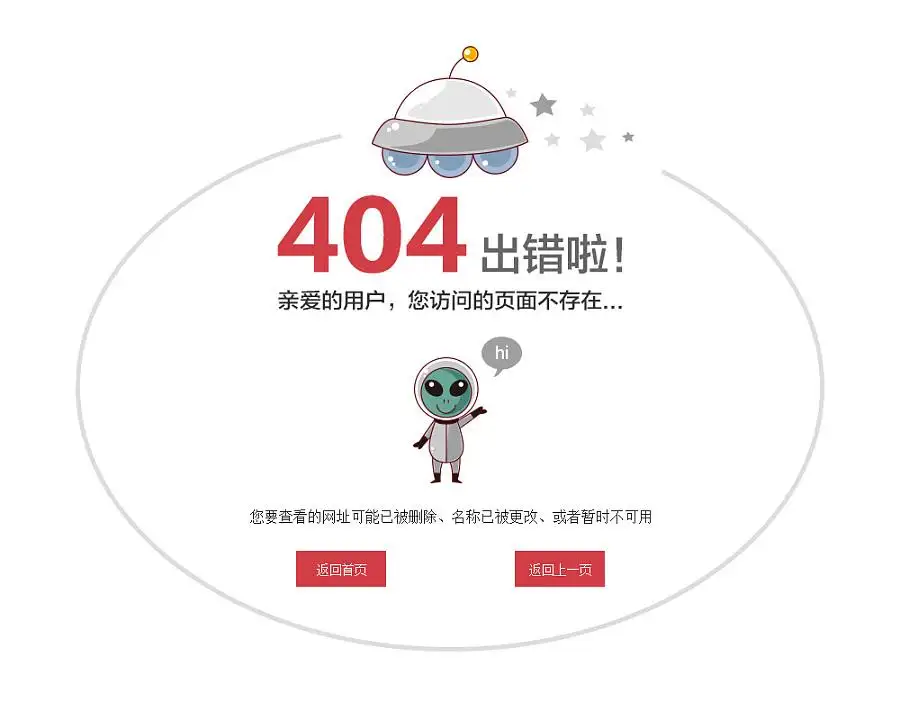 404 出错啦!
亲爱的用户，您访问的页面不存在...
hi
您要查看的网址可能已被删除、名称已被更改、或者暂时不可用
返回首页 返回上一页